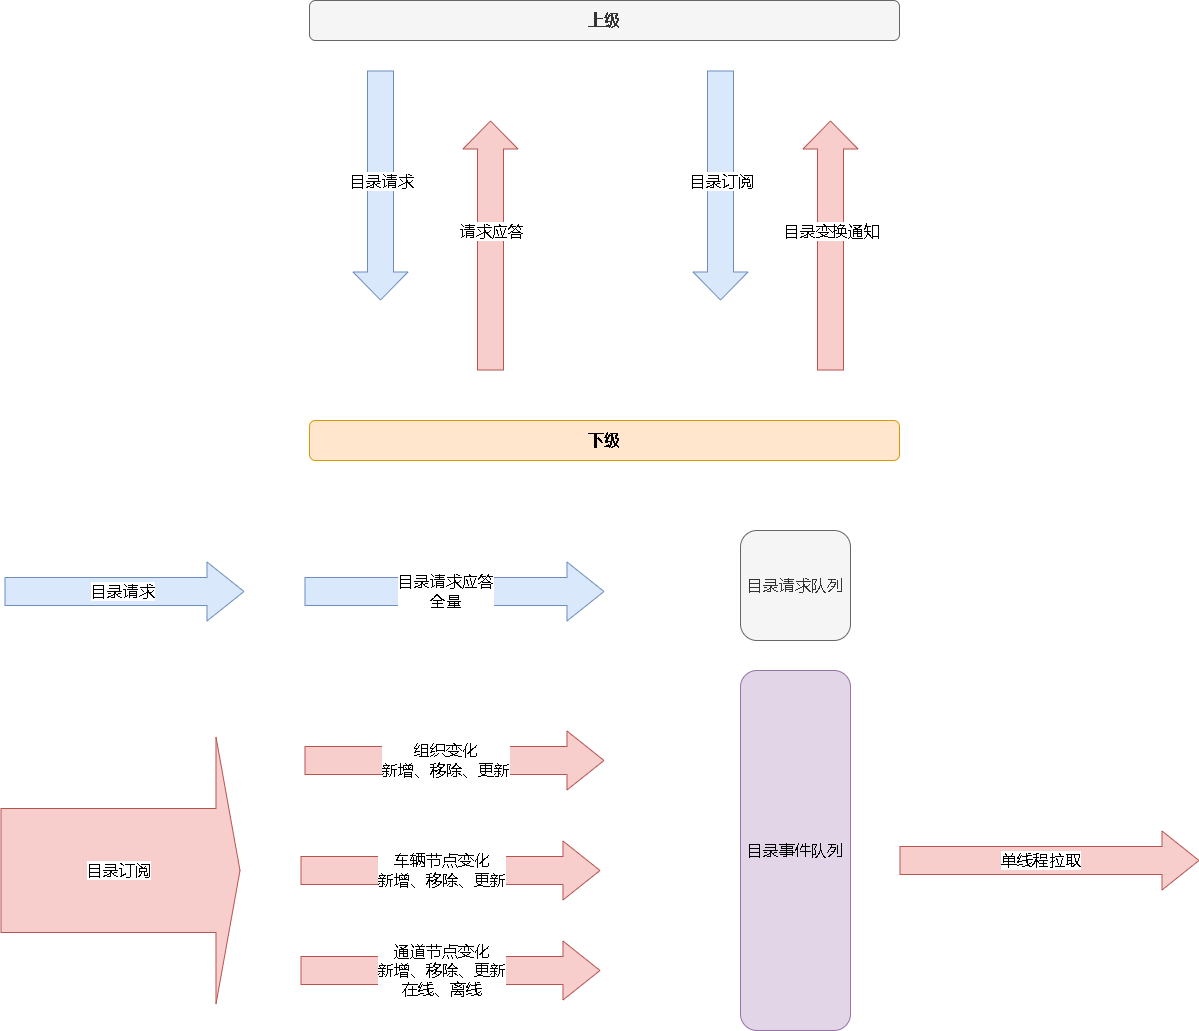 上级
目录请求
请求应答
目录订阅
目录变换通知
下级
目录请求
目录请求应答
全量
目录请求队列
目录订阅
组织变化
新增、移除、更新
车辆节点变化
新增、移除、更新
通道节点变化
新增、移除、更新
在线、离线
目录事件队列
单线程拉取